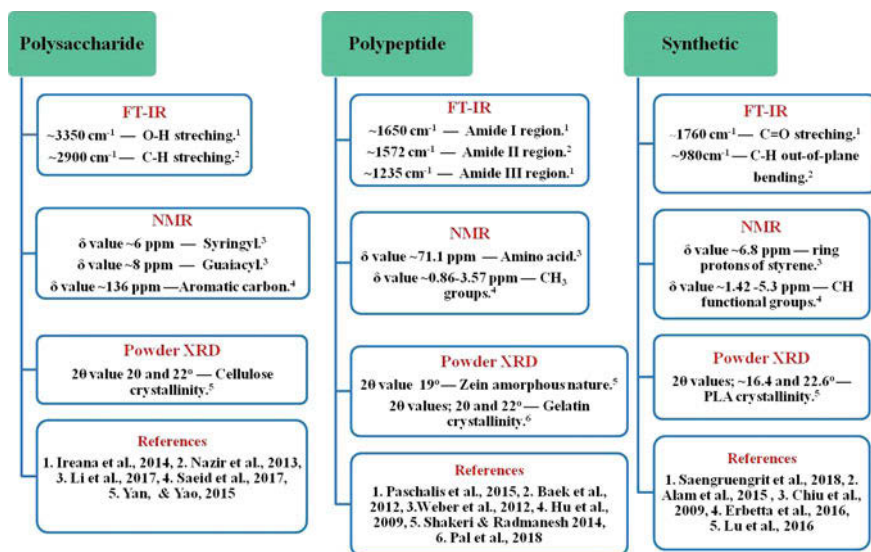 Polysaccharide
FT-IR
~3350 cm⁻¹ — O-H streching.¹
~2900 cm⁻¹ — C-H streching.²
NMR
δ value ~6 ppm — Syringyl.³
δ value ~8 ppm — Guaiacyl.³
δ value ~136 ppm —Aromatic carbon.⁴
Powder XRD
2θ value 20 and 22° — Cellulose
crystallinity.⁵
References
1. Ireana et al., 2014, 2. Nazir et al., 2013,
3. Li et al., 2017, 4. Saeid et al., 2017,
5. Yan, & Yao, 2015
Polypeptide
FT-IR
~1650 cm⁻¹ — Amide I region.¹
~1572 cm⁻¹ — Amide II region.²
~1235 cm⁻¹ — Amide III region.¹
NMR
δ value ~71.1 ppm — Amino acid.³
δ value ~0.86-3.57 ppm — CH₃
groups.⁴
Powder XRD
2θ value 19° — Zein amorphous nature.⁵
2θ values; 20 and 22° — Gelatin
crystallinity.⁶
References
1. Paschalis et al., 2015, 2. Baek et al.,
2012, 3.Weber et al., 2012, 4. Hu et al.,
2009, 5. Shakeri & Radmanesh 2014,
6. Pal et al., 2018
Synthetic
FT-IR
~1760 cm⁻¹ — C=O streching.¹
~980cm⁻¹ — C-H out-of-plane
bending.²
NMR
δ value ~6.8 ppm — ring
protons of styrene.³
δ value ~1.42 -5.3 ppm — CH
functional groups.⁴
Powder XRD
2θ values; ~16.4 and 22.6° —
PLA crystallinity.⁵
References
1. Saengruengrit et al., 2018, 2.
Alam et al., 2015 , 3. Chiu et al.,
2009, 4. Erbetta et al., 2016,
5. Lu et al., 2016